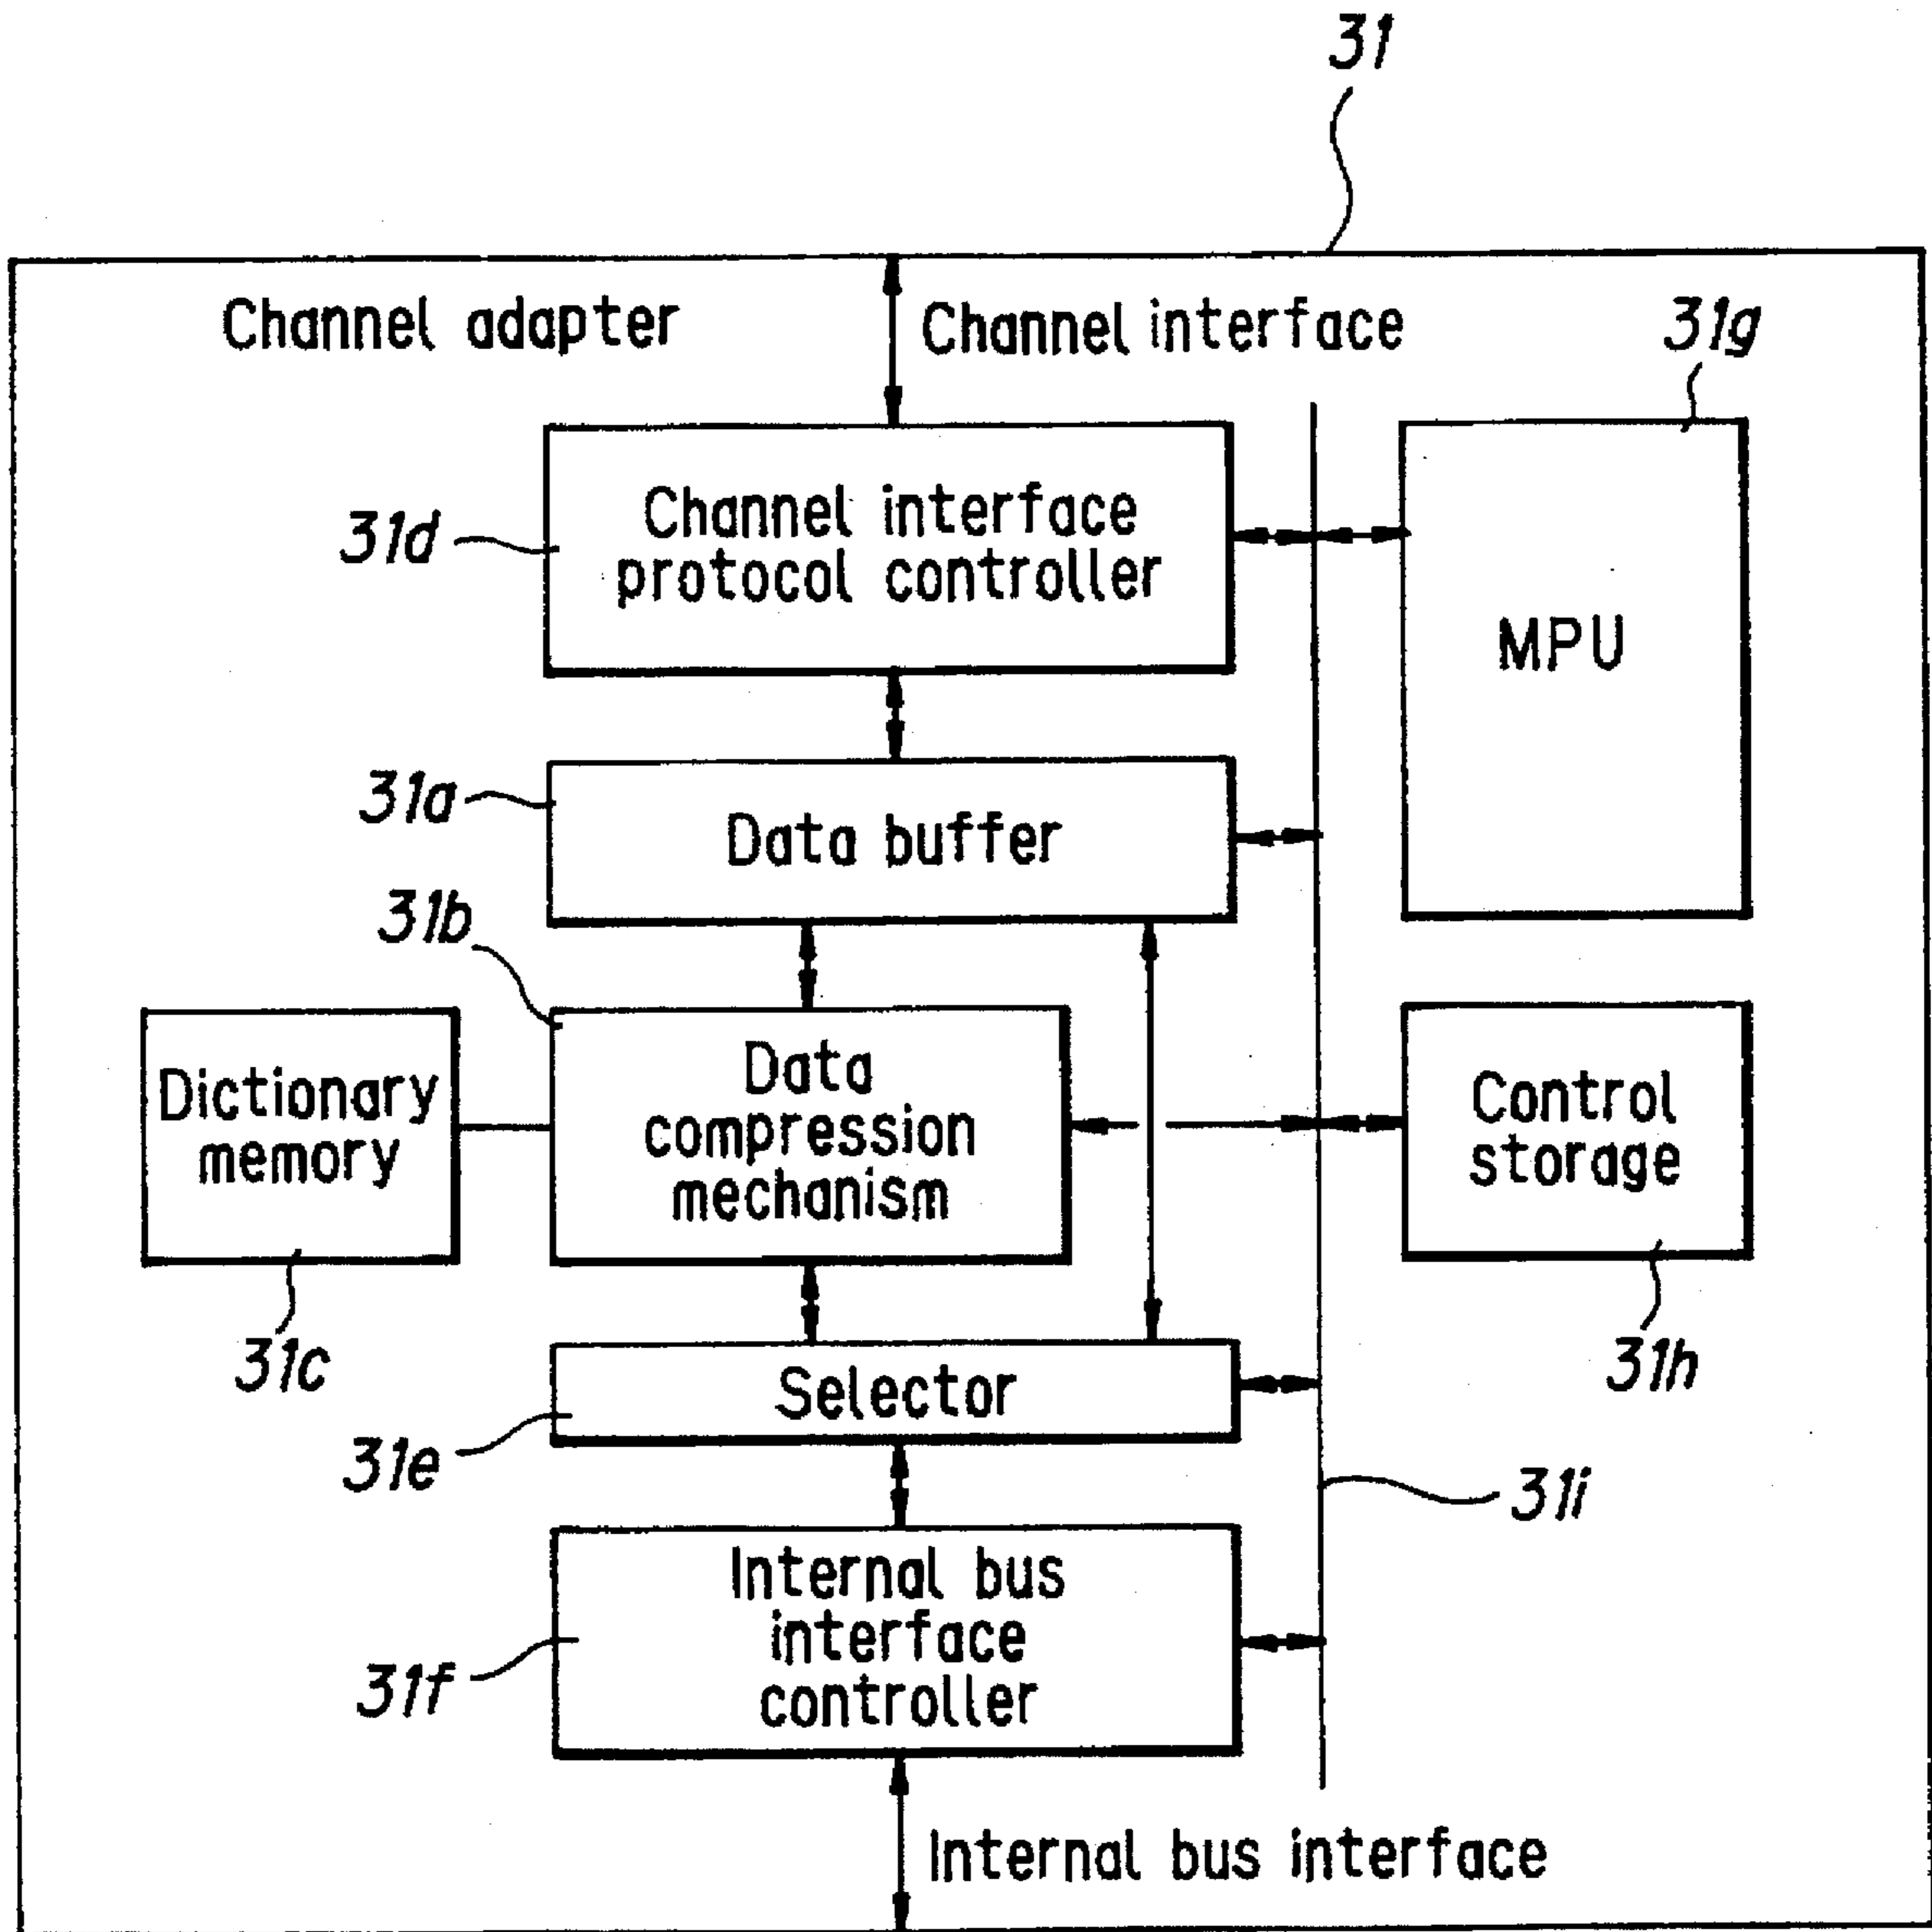 31
Channel adapter
Channel interface
31g
Channel interface
protocal controller
31d
MPU
31a
Data buffer
31b
Dictionary
memory
Data
compression
mechanism
Control
storage
31c
31h
Selector
31e
31i
Internal bus
interface
controller
31f
Internal bus interface